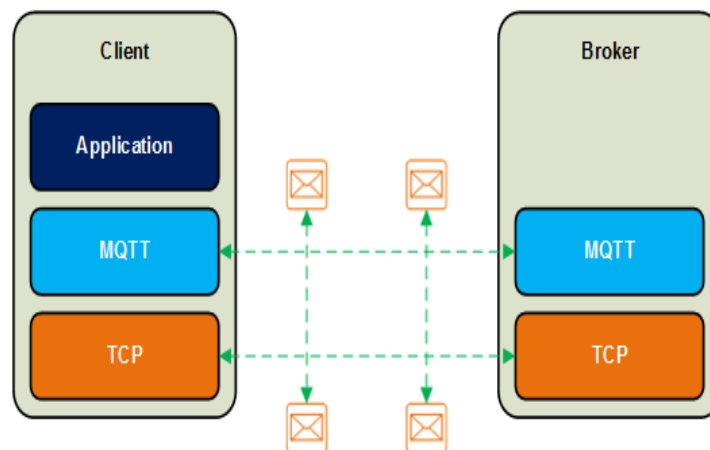 Client
Broker
Application
MQTT
MQTT
TCP
TCP